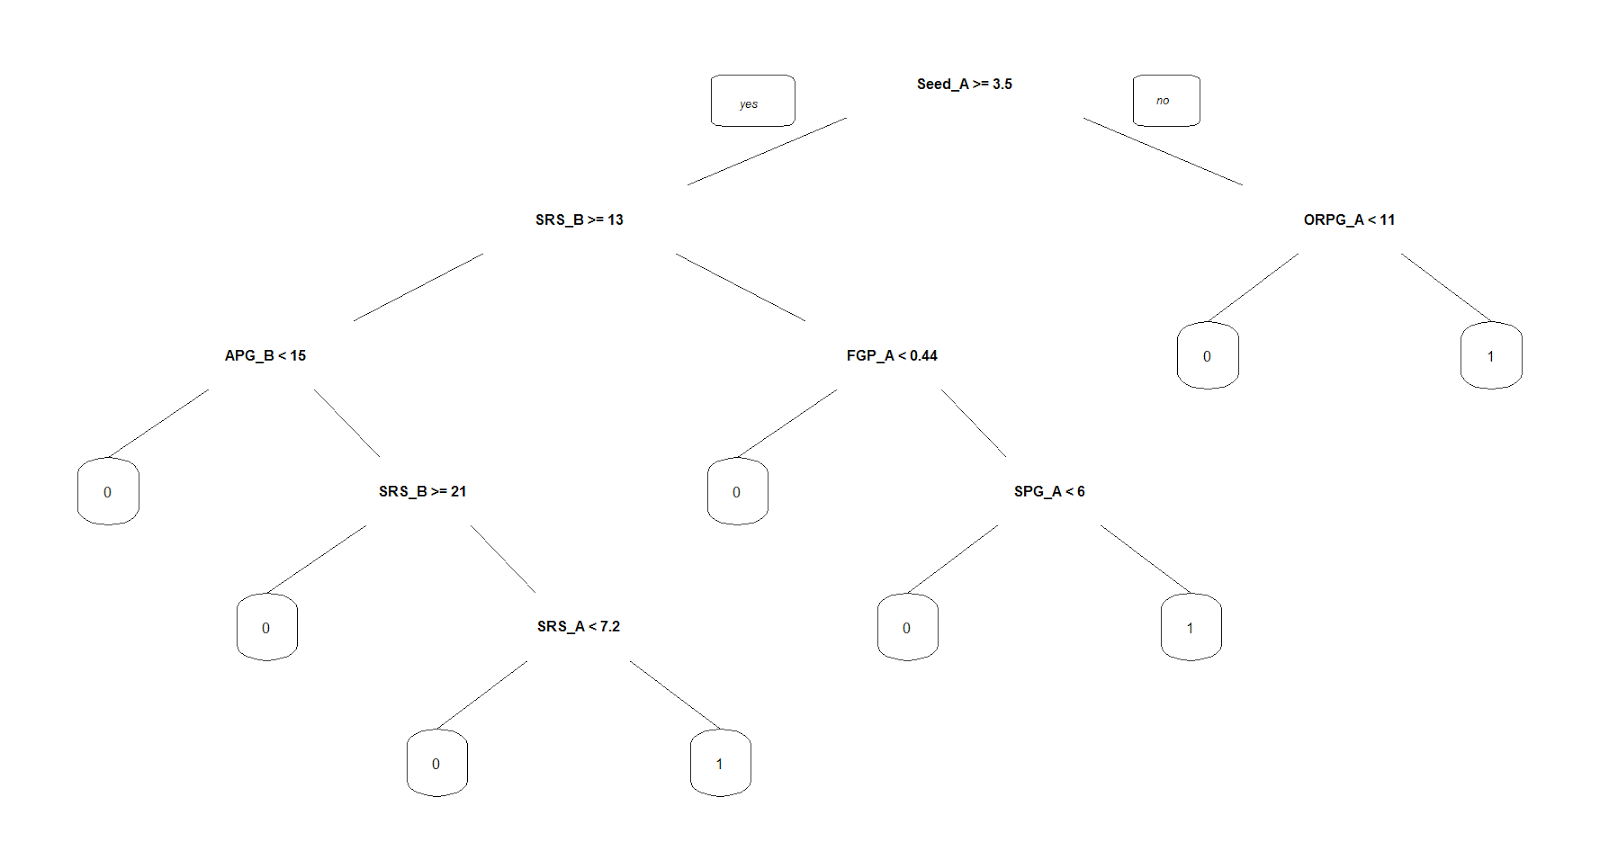 Seed_A >= 3.5
yes
no
SRS_B >= 13
ORPG_A < 11
APG_B < 15
FGP_A < 0.44
0
1
0
SRS_B >= 21
0
SPG_A < 6
0
SRS_A < 7.2
0
1
0
1